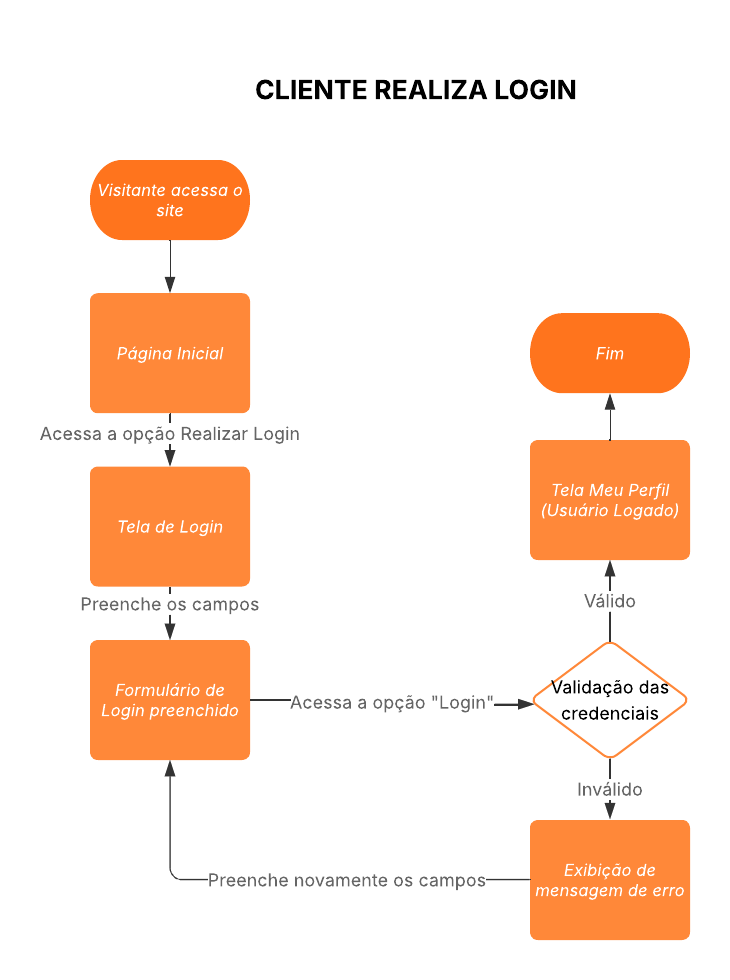 CLIENTE REALIZA LOGIN
Visitante acessa o
site
Página Inicial
Acessa a opção Realizar Login
Tela de Login
Preenche os campos
Formulário de
Login preenchido
Acessa a opção "Login"
Validação das
credenciais
Válido
Tela Meu Perfil
(Usuário Logado)
Fim
Inválido
Exibição de
mensagem de erro
Preenche novamente os campos